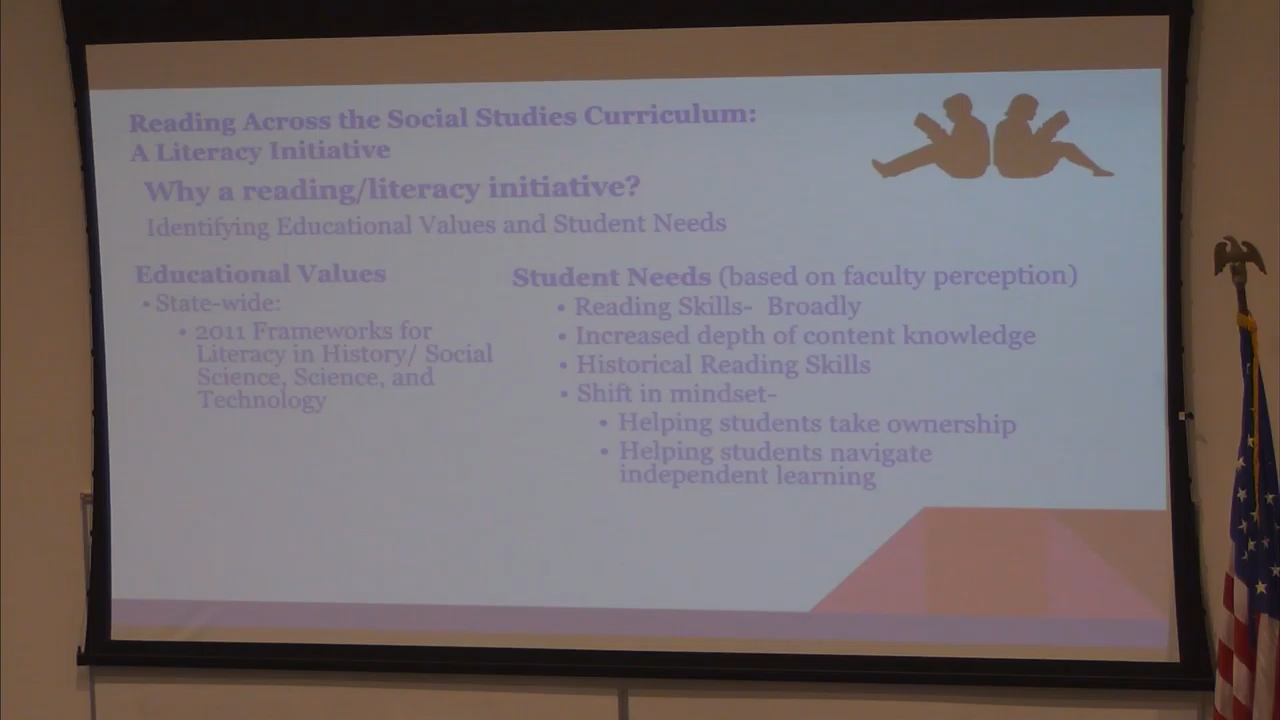 Reading Across the Social Studies Curriculum:
A Literacy Initiative
Why a reading/literacy initiative?
Identifying Educational Values and Student Needs
Educational Values
• State-wide:
• 2011 Frameworks for
Literacy in History/ Social
Science, Science, and
Technology
Student Needs (based on faculty perception)
• Reading Skills- Broadly
• Increased depth of content knowledge
• Historical Reading Skills
• Shift in mindset-
• Helping students take ownership
• Helping students navigate
independent learning